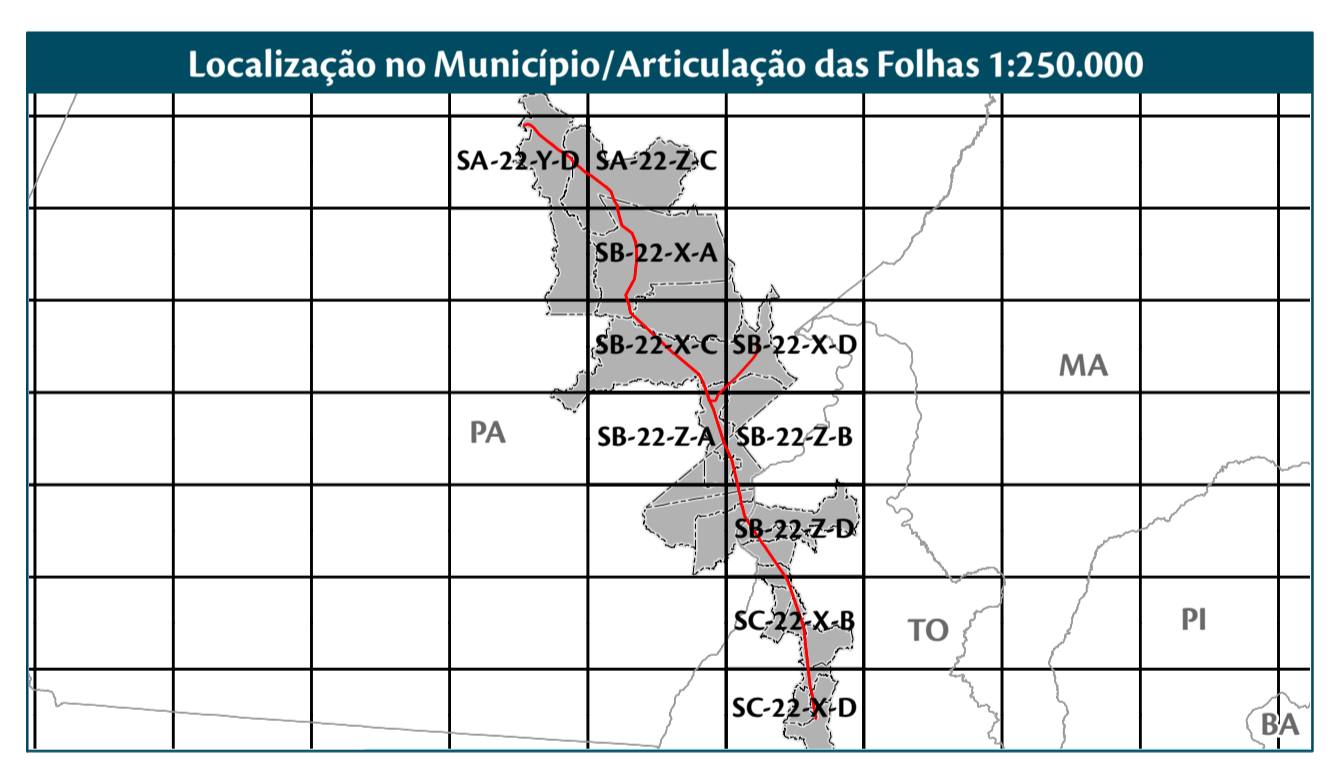 Localização no Município/Articulação das Folhas 1:250.000
SA-22-Y-D SA-22-Z-C
SB-22-X-A
SB-22-X-C SB-22-X-D
MA
PA
SB-22-Z-A SB-22-Z-B
SB-22-Z-D
SC-22-X-B
TO
PI
SC-22-X-D
BA